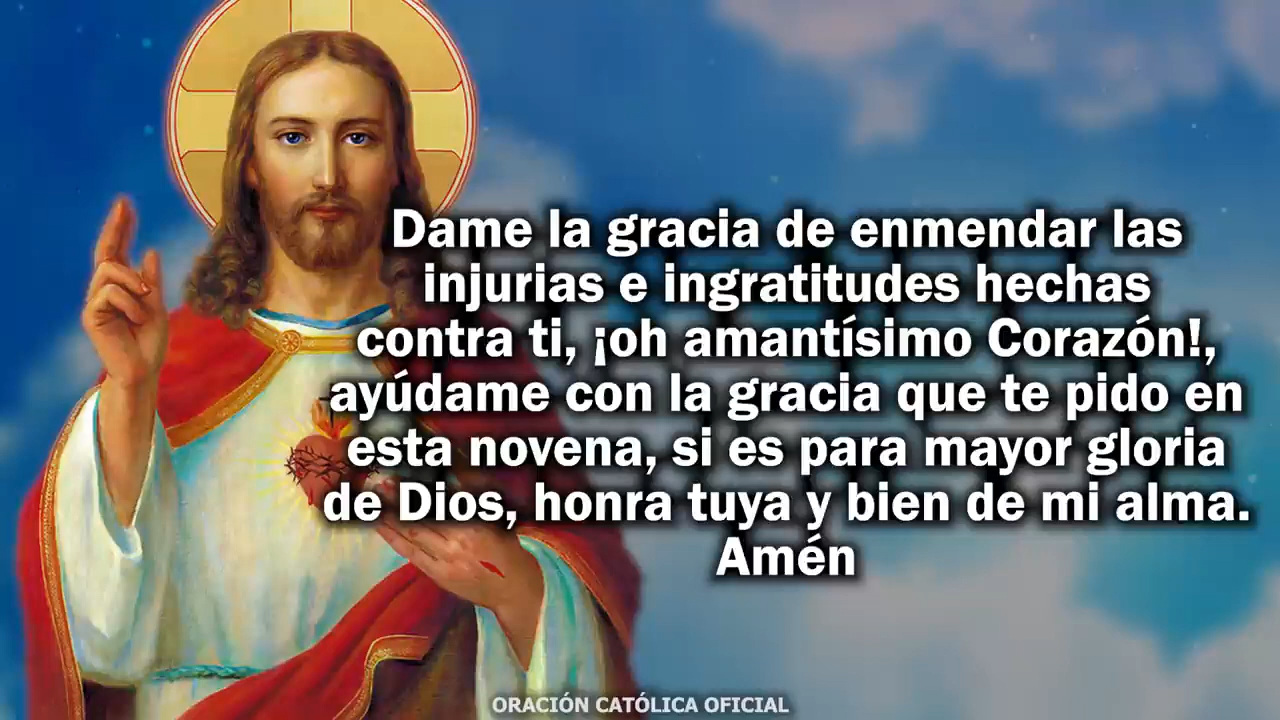 Dame la gracia de enmendar las
injurias e ingratitudes hechas
contra ti, ¡oh amantísimo Corazón!,
ayúdame con la gracia que te pido en
esta novena, si es para mayor gloria
de Dios, honra tuya y bien de mi alma.
Amén
ORACIÓN CATÓLICA OFICIAL